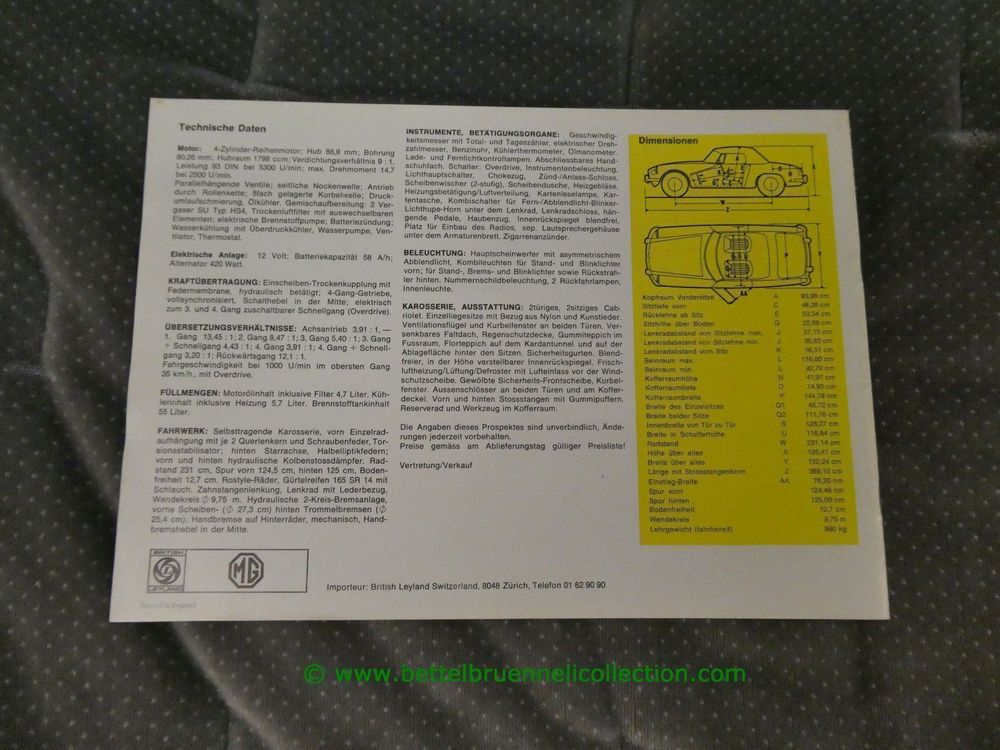 Technische Daten
Motor: 4-Zylinder-Reihenmotor; Hub 88,9 mm; Bohrung
80,26 mm; Hubraum 1798 ccm; Verdichtungsverhältnis 9 : 1,
Leistung 93 DIN bei 5300 U/min; max. Drehmoment 14,7
bei 2500 U/min.
Parallelhängende Ventile; seitliche Nockenwelle; Antrieb
durch Rollenkette; 5fach gelagerte Kurbelwelle; Druck-
umlaufschmierung, Ölkühler. Gemischaufbereitung: 2 Ver-
gaser SU Typ HS4, Trockenluftfilter mit auswechselbaren
Elementen; elektrische Brennstoffpumpe; Batteriezündung;
Wasserkühlung mit Überdruckkühler, Wasserpumpe, Ven-
tilator, Thermostat.
Elektrische Anlage: 12 Volt; Batteriekapazität 58 A/h;
Alternator 420 Watt.
KRAFTÜBERTRAGUNG: Einscheiben-Trockenkupplung mit
Federmembrane, hydraulisch betätigt; 4-Gang-Getriebe,
vollsynchronisiert, Schalthebel in der Mitte; elektrisch
zum 3. und 4. Gang zuschaltbarer Schnellgang (Overdrive).
ÜBERSETZUNGSVERHÄLTNISSE: Achsantrieb 3,91 : 1, —
1. Gang 13,45 : 1; 2. Gang 8,47 : 1; 3. Gang 5,40 : 1; 3. Gang
+ Schnellgang 4,43 : 1; 4. Gang 3,91 : 1; 4. Gang + Schnell-
gang 3,20 : 1; Rückwärtsgang 12,1 : 1.
Fahrgeschwindigkeit bei 1000 U/min im obersten Gang
35 km/h., mit Overdrive.
FÜLLMENGEN: Motorölinhalt inklusive Filter 4,7 Liter. Küh-
lerinhalt inklusive Heizung 5,7 Liter. Brennstofftankinhalt
55 Liter.
FAHRWERK: Selbsttragende Karosserie, vorn Einzelrad-
aufhängung mit je 2 Querlenkern und Schraubenfeder, Tor-
sionsstabilisator; hinten Starrachse, Halbelliptikfedern;
vorn und hinten hydraulische Kolbenstossdämpfer. Rad-
stand 231 cm, Spur vorn 124,5 cm, hinten 125 cm, Boden-
freiheit 12,7 cm. Rostyle-Räder, Gürtelreifen 165 SR 14 mit
Schlauch. Zahnstangenlenkung, Lenkrad mit Lederbezug,
Wendekreis ∅ 9,75 m. Hydraulische 2-Kreis-Bremsanlage,
vorne Scheiben- (∅ 27,3 cm) hinten Trommelbremsen (∅
25,4 cm); Handbremse auf Hinterräder, mechanisch, Hand-
bremshebel in der Mitte.
BRITISH
LEYLAND
MG
Printed in England
INSTRUMENTE, BETÄTIGUNGSORGANE: Geschwindig-
keitsmesser mit Total- und Tageszähler, elektrischer Dreh-
zahlmesser, Benzinuhr, Kühlerthermometer, Ölmanometer,
Lade- und Fernlichtkontrollampen. Abschliessbares Hand-
schuhfach. Schalter: Overdrive, Instrumentenbeleuchtung,
Lichthauptschalter, Chokezug, Zünd-/Anlass-Schloss,
Scheibenwischer (2-stufig), Scheibendusche, Heizgebläse,
Heizungsbetätigung/Luftverteilung, Kartenleselampe, Kar-
tentasche, Kombischalter für Fern-/Abblendlicht-Blinker-
Lichthupe-Horn unter dem Lenkrad, Lenkradschloss, hän-
gende Pedale, Haubenzug, Innenrückspiegel blendfrei,
Platz für Einbau des Radios, sep. Lautsprechergehäuse
unter dem Armaturenbrett. Zigarrenanzünder.
BELEUCHTUNG: Hauptscheinwerfer mit asymmetrischem
Abblendlicht, Kombileuchten für Stand- und Blinklichter
vorn; für Stand-, Brems- und Blinklichter sowie Rückstrah-
ler hinten. Nummernschildbeleuchtung, 2 Rückfahrlampen,
Innenleuchte.
KAROSSERIE, AUSSTATTUNG: 2türiges, 2sitziges Cab-
riolet. Einzelliegesitze mit Bezug aus Nylon und Kunstleder.
Ventilationsflügel und Kurbelfenster an beiden Türen. Ver-
senkbares Faltdach, Regenschutzdecke, Gummiteppich im
Fussraum, Florteppich auf dem Kardantunnel und auf der
Ablagefläche hinter den Sitzen. Sicherheitsgurten. Blend-
freier, in der Höhe verstellbarer Innenrückspiegel. Frisch-
luftheizung/Lüftung/Defroster mit Lufteinlass vor der Wind-
schutzscheibe. Gewölbte Sicherheits-Frontscheibe, Kurbel-
fenster. Aussenschlösser an beiden Türen und am Koffer-
deckel. Vorn und hinten Stossstangen mit Gummipuffern.
Reserverad und Werkzeug im Kofferraum.
Die Angaben dieses Prospektes sind unverbindlich, Ände-
rungen jederzeit vorbehalten.
Preise gemäss am Ablieferungstag gültiger Preisliste!
Vertretung/Verkauf
Importeur: British Leyland Switzerland, 8048 Zürich, Telefon 01 62 90 90
Dimensionen
Kopfraum Vordersitze A 93,98 cm
Sitztiefe vorn C 48,26 cm
Rücklehne ab Sitz E 53,34 cm
Sitzhöhe über Boden G 22,86 cm
Lenkradabstand von Sitzlehne max. J 57,15 cm
Lenkradabstand von Sitzlehne min. J 36,83 cm
Lenkradabstand vom Sitz K 16,51 cm
Beinraum max. L 116,80 cm
Beinraum min. L 92,70 cm
Kofferraumhöhe N 41,91 cm
Kofferraumtiefe O 74,93 cm
Kofferraumbreite P 144,78 cm
Breite des Einzelsitzes Q1 45,72 cm
Breite beider Sitze Q2 111,76 cm
Innenbreite von Tür zu Tür S 128,27 cm
Breite in Schulterhöhe U 116,84 cm
Radstand W 231,14 cm
Höhe über alles X 125,41 cm
Breite über alles Y 152,24 cm
Länge mit Stossstangenhorn Z 389,10 cm
Einstieg-Breite AA 76,20 cm
Spur vorn 124,46 cm
Spur hinten 125,09 cm
Bodenfreiheit 12,7 cm
Wendekreis 9,75 m
Leergewicht (fahrbereit) 990 kg
© www.bettelbruennelicollection.com